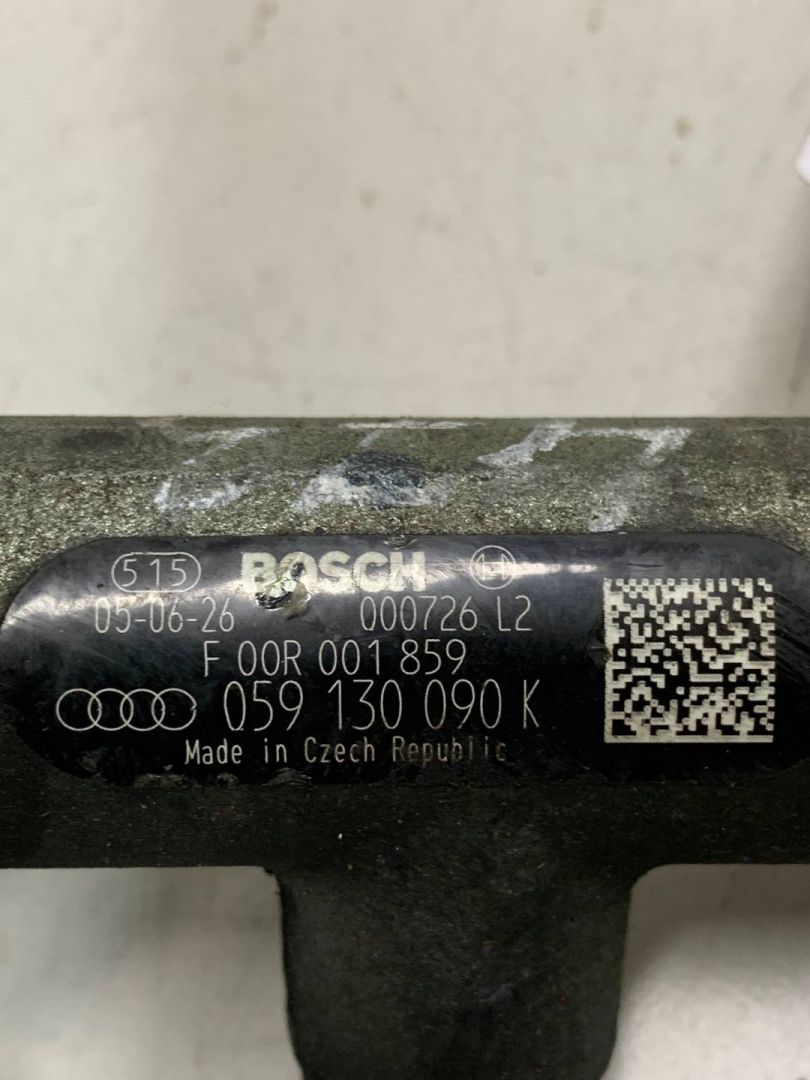 515 BOSCH
05-06-26 000726 L2
F 00R 001 859
059 130 090 K
Made in Czech Republic